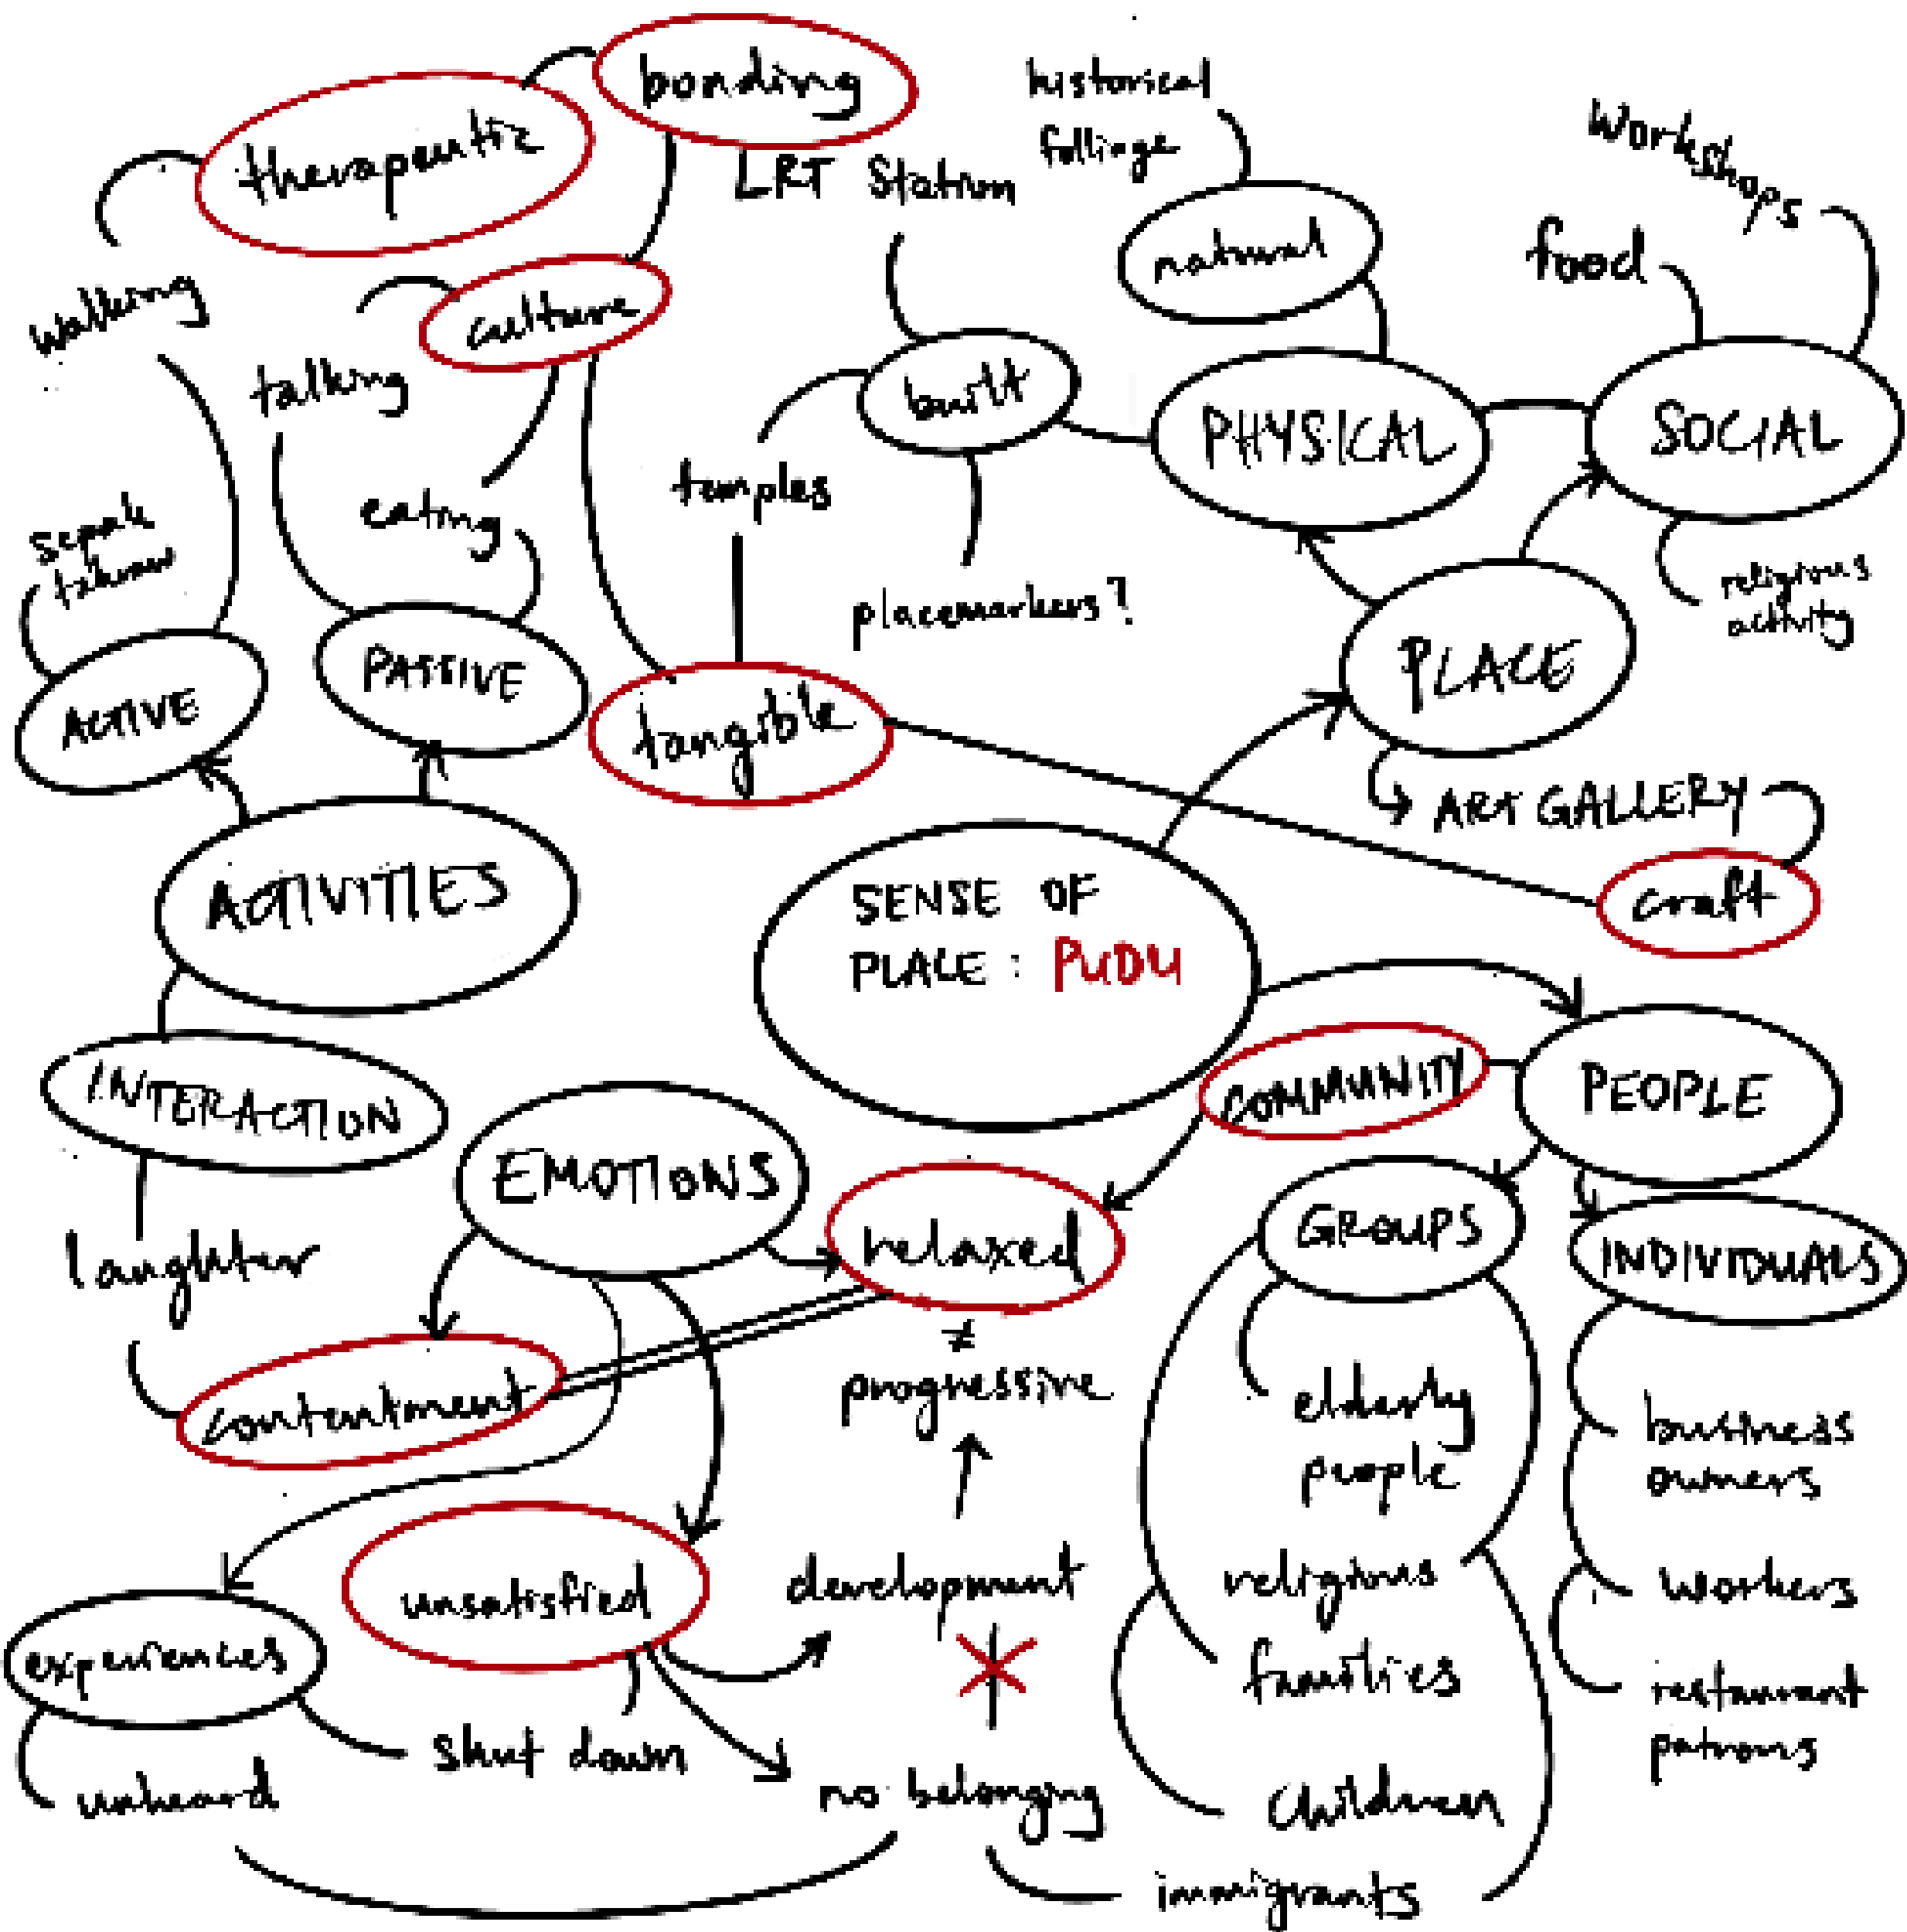 bonding
therapeutic
historical
folliage
workshops
LRT Station
natural
food
walking
culture
talking
built
PHYSICAL
SOCIAL
temples
eating
sepak
takraw
placemarkers?
religious
activity
PASSIVE
ACTIVE
tangible
PLACE
ART GALLERY
ACTIVITIES
SENSE OF
PLACE : PUDU
craft
INTERACTION
COMMUNITY
PEOPLE
EMOTIONS
relaxed
GROUPS
INDIVIDUALS
laughter
≠
progressive
contentment
elderly
people
business
owners
unsatisfied
development
religious
workers
experiences
families
restaurant
patrons
shut down
unheard
no belonging
children
immigrants